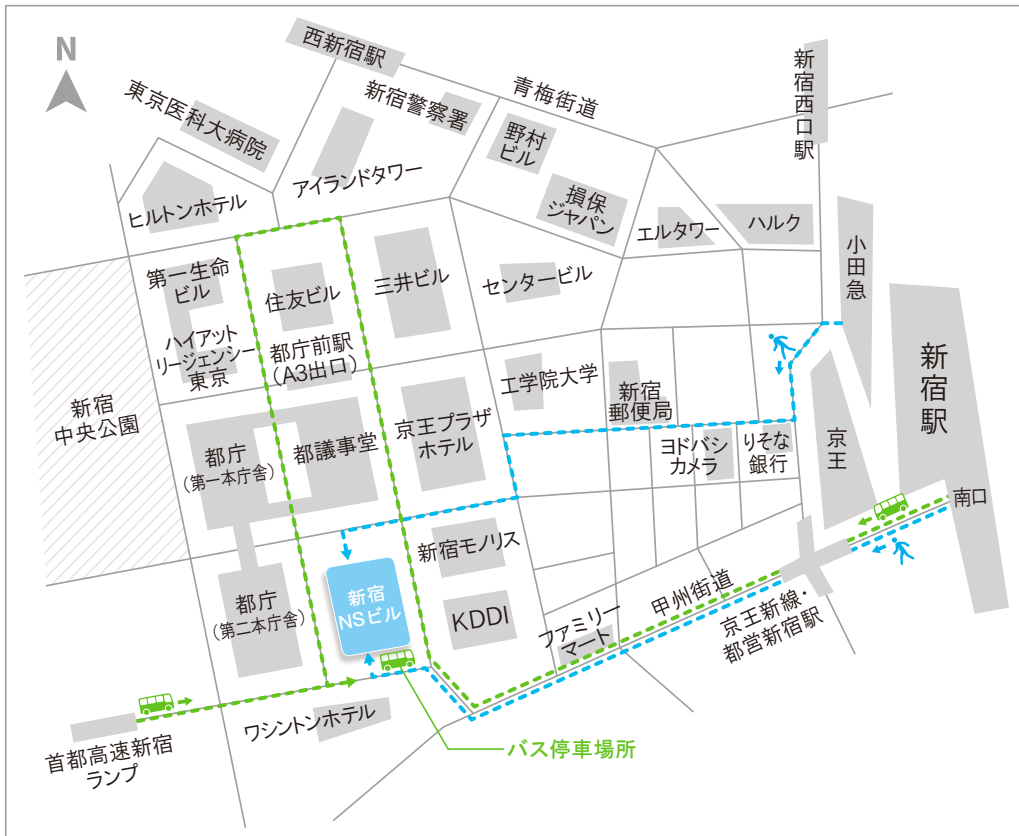 N
西新宿駅
新宿警察署
青梅街道
新宿西口駅
東京医科大病院
野村
ビル
アイランドタワー
損保
ジャパン
ヒルトンホテル
エルタワー
ハルク
小田急
第一生命
ビル
住友ビル
三井ビル
センタービル
ハイアット
リージェンシー
東京
都庁前駅
(A3出口)
新宿
中央公園
工学院大学
新宿
郵便局
新宿駅
京王プラザ
ホテル
都庁
(第一本庁舎)
都議事堂
ヨドバシ
カメラ
りそな
銀行
京王
南口
新宿モノリス
都庁
(第二本庁舎)
新宿
NSビル
KDDI
ファミリー
マート
甲州街道
京王新線・
都営新宿駅
ワシントンホテル
首都高速新宿
ランプ
バス停車場所